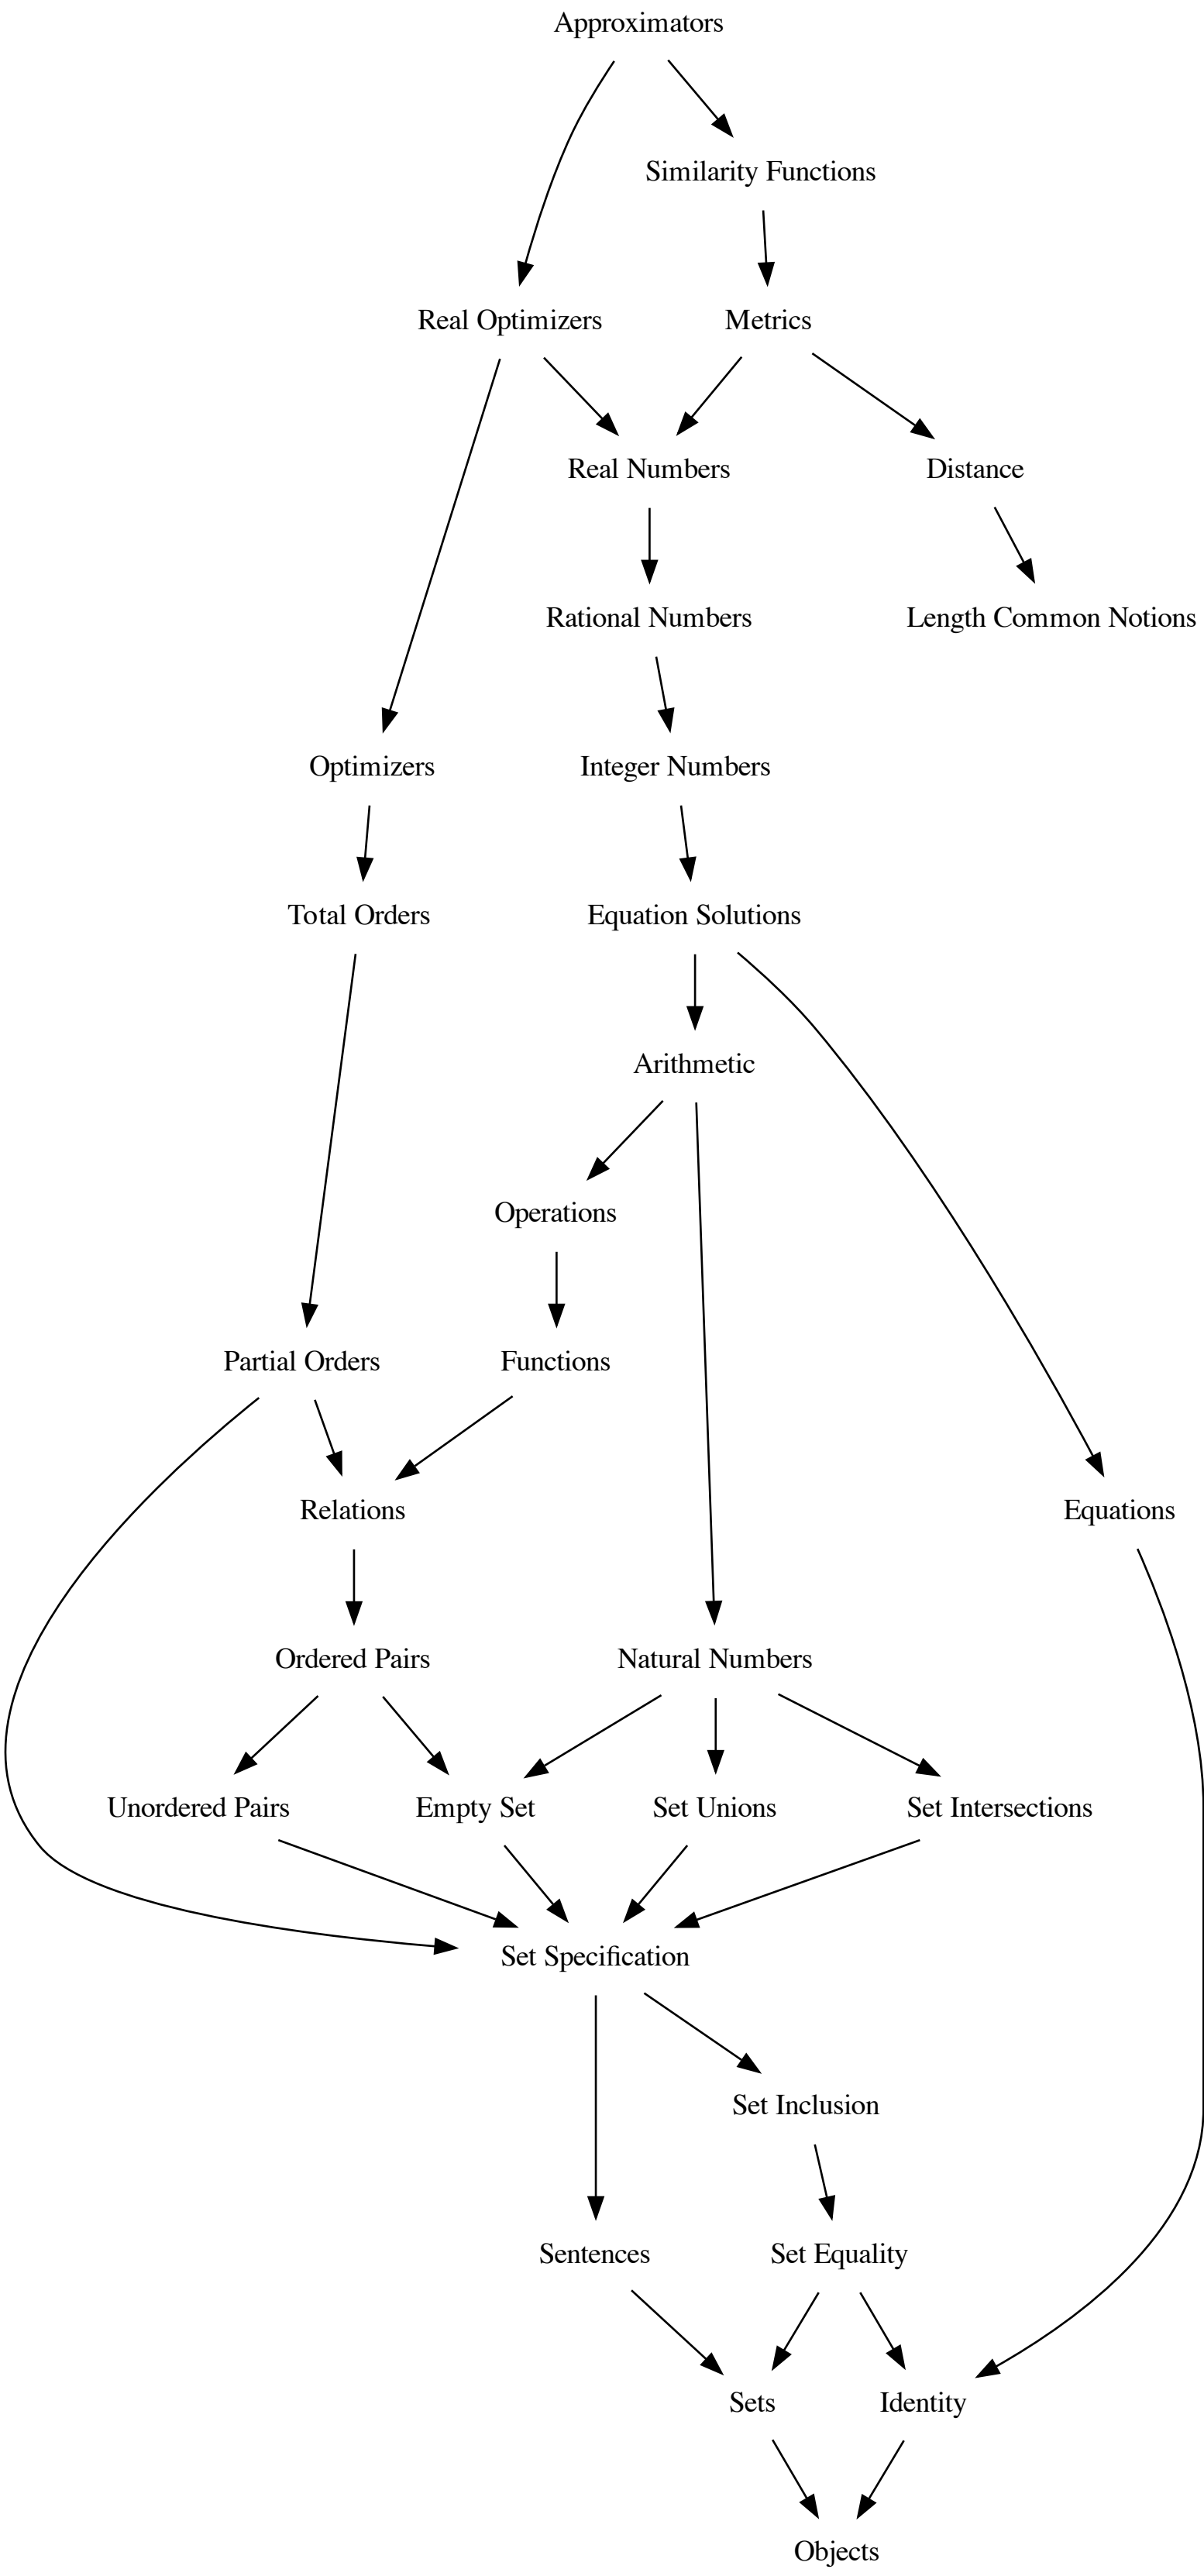 Approximators
Similarity Functions
Real Optimizers
Metrics
Real Numbers
Distance
Rational Numbers
Length Common Notions
Optimizers
Integer Numbers
Total Orders
Equation Solutions
Arithmetic
Operations
Partial Orders
Functions
Relations
Equations
Ordered Pairs
Natural Numbers
Unordered Pairs
Empty Set
Set Unions
Set Intersections
Set Specification
Set Inclusion
Sentences
Set Equality
Sets
Identity
Objects